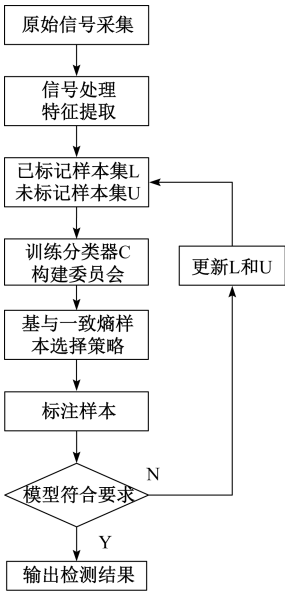 原始信号采集
信号处理
特征提取
已标记样本集L
未标记样本集U
训练分类器C
构建委员会
更新L和U
基与一致熵样
本选择策略
标注样本
模型符合要求
N
Y
输出检测结果